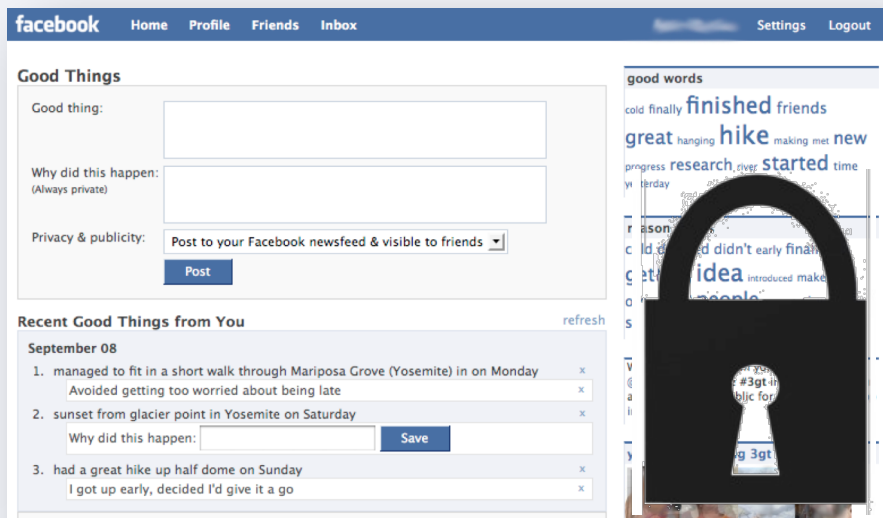 facebook Home Profile Friends Inbox Settings Logout
Good Things
Good thing:
Why did this happen:
(Always private)
Privacy & publicity:
Post to your Facebook newsfeed & visible to friends
Post
Recent Good Things from You
refresh
September 08
1. managed to fit in a short walk through Mariposa Grove (Yosemite) in on Monday x
Avoided getting too worried about being late x
2. sunset from glacier point in Yosemite on Saturday x
Why did this happen: Save
3. had a great hike up half dome on Sunday x
I got up early, decided I'd give it a go x
good words
cold finally finished friends
great hanging hike making met new
progress research river started time
yesterday
reason
didn't early
idea introduced make
people
#3gt
3gt